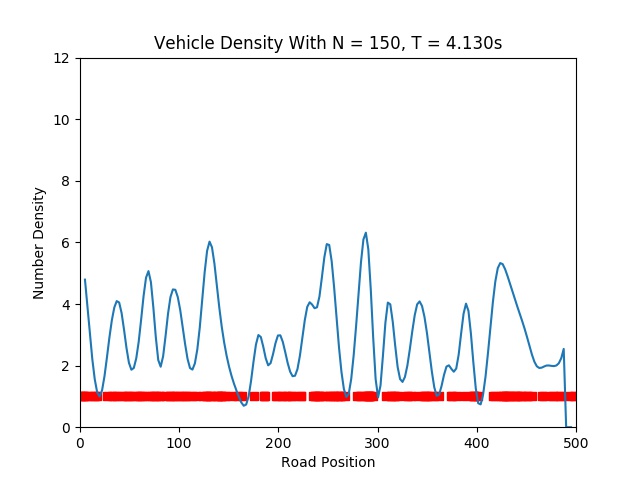 Vehicle Density With N = 150, T = 4.130s
12
10
8
6
4
2
0
Number Density
0 100 200 300 400 500
Road Position